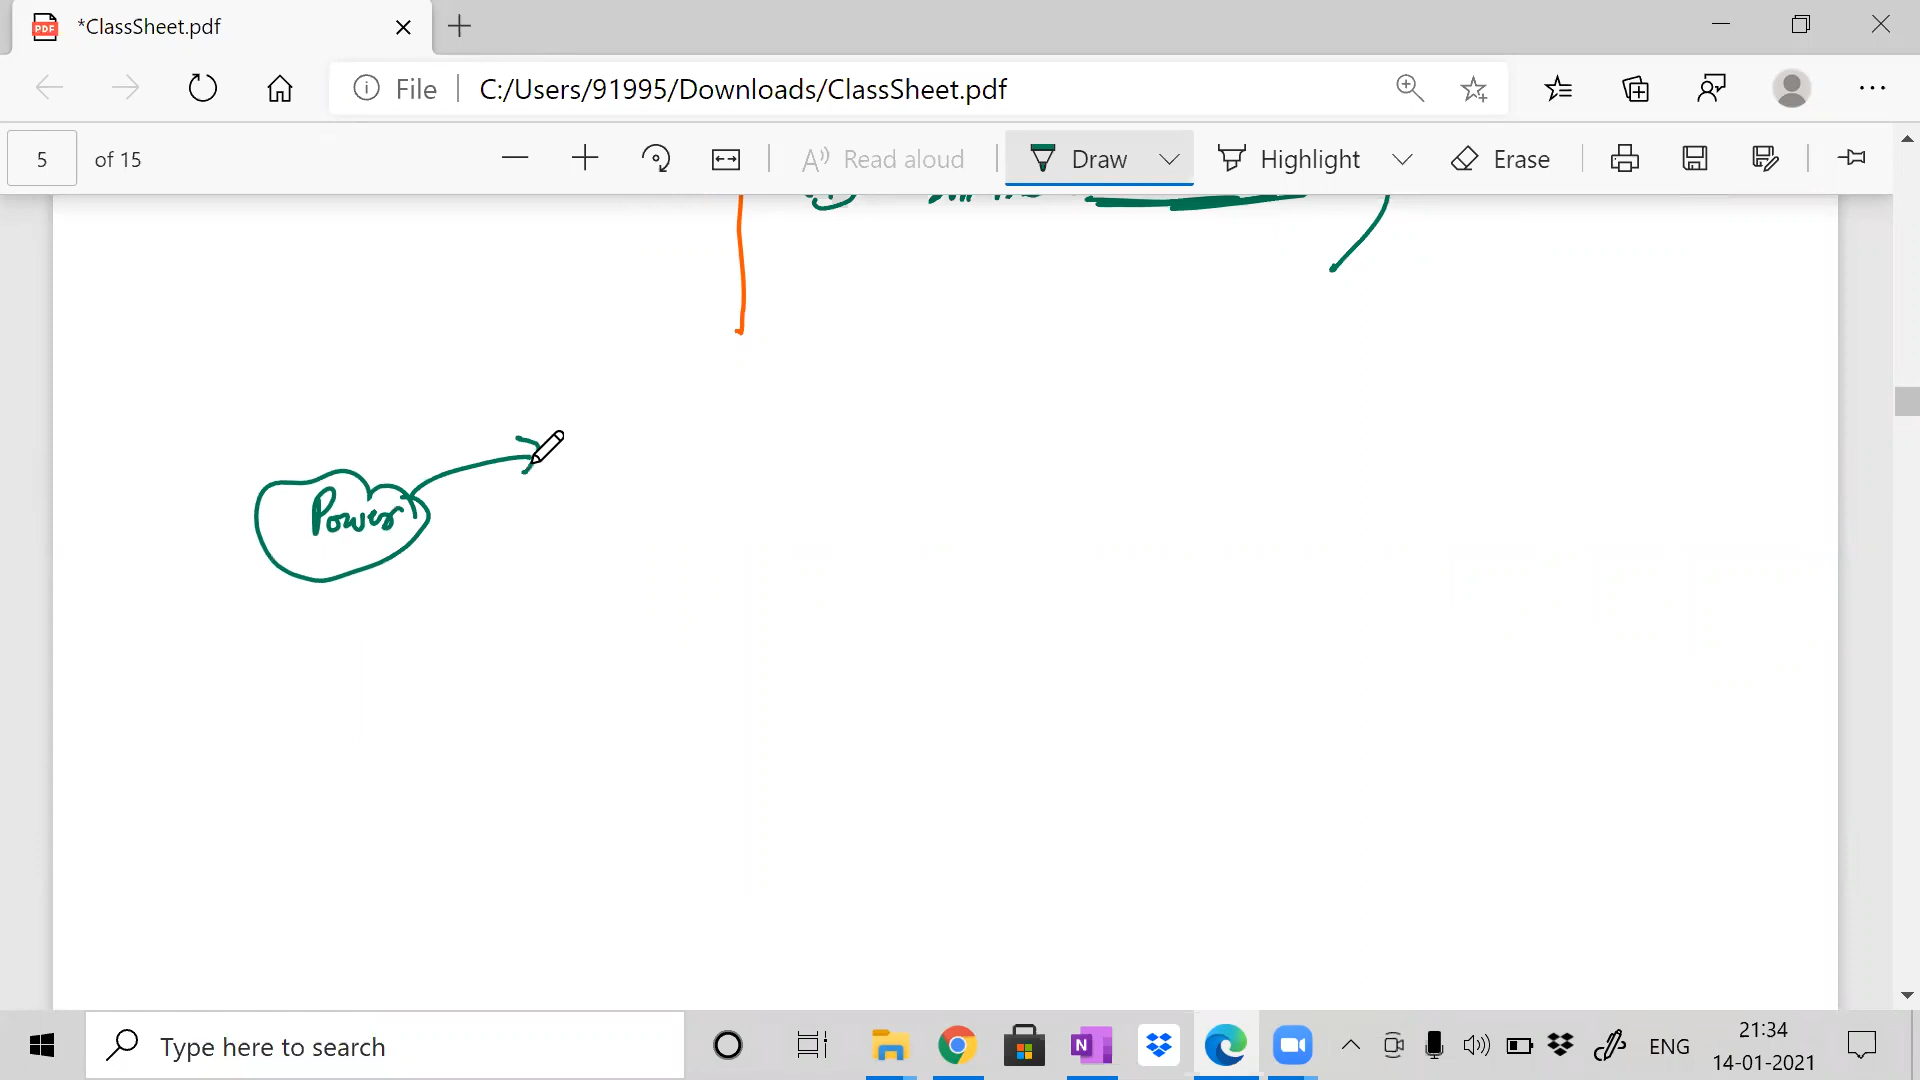 *ClassSheet.pdf
File C:/Users/91995/Downloads/ClassSheet.pdf
5 of 15 Read aloud Draw Highlight Erase
Power
Type here to search
ENG
21:34
14-01-2021